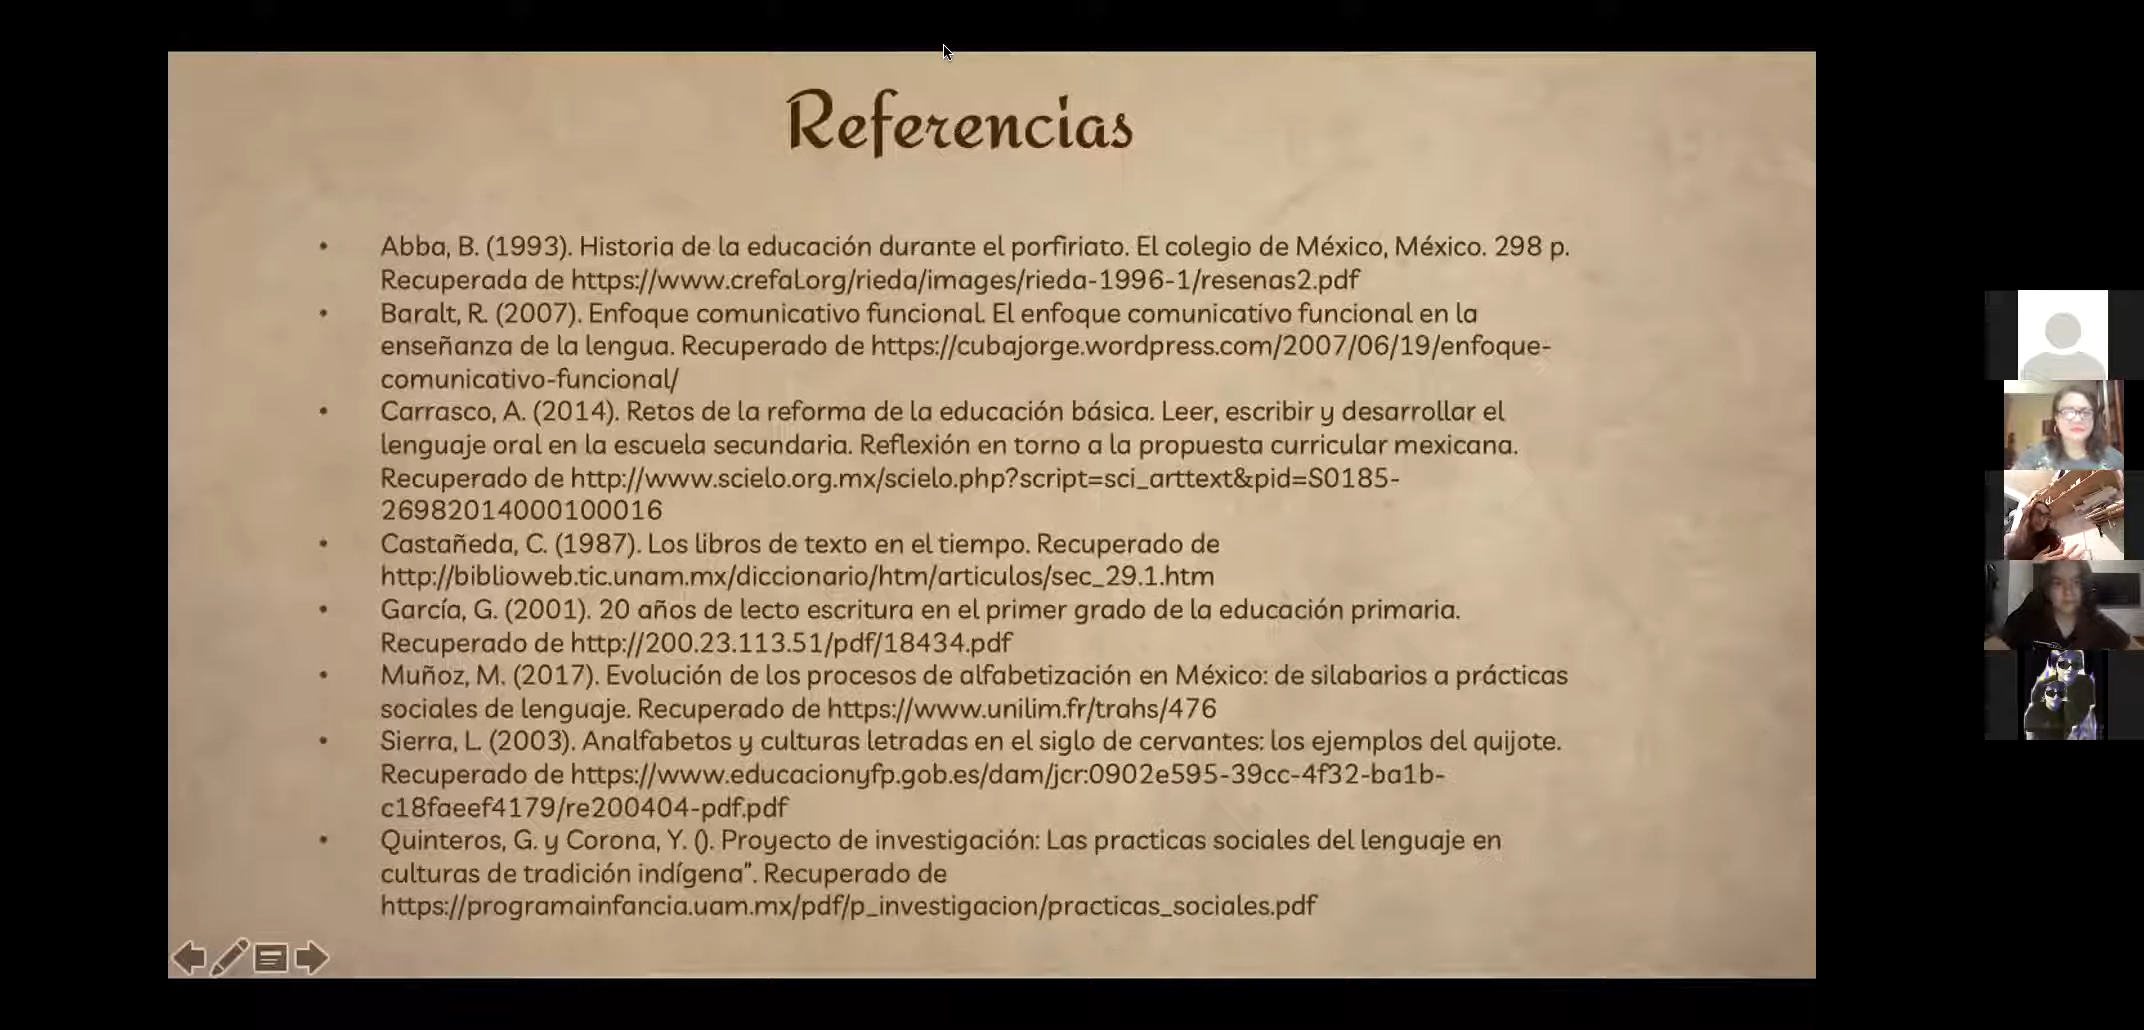 Referencias
• Abba, B. (1993). Historia de la educación durante el porfiriato. El colegio de México, México. 298 p.
Recuperada de https://www.crefal.org/rieda/images/rieda-1996-1/resenas2.pdf
• Baralt, R. (2007). Enfoque comunicativo funcional. El enfoque comunicativo funcional en la
enseñanza de la lengua. Recuperado de https://cubajorge.wordpress.com/2007/06/19/enfoque-
comunicativo-funcional/
• Carrasco, A. (2014). Retos de la reforma de la educación básica. Leer, escribir y desarrollar el
lenguaje oral en la escuela secundaria. Reflexión en torno a la propuesta curricular mexicana.
Recuperado de http://www.scielo.org.mx/scielo.php?script=sci_arttext&pid=S0185-
26982014000100016
• Castañeda, C. (1987). Los libros de texto en el tiempo. Recuperado de
http://biblioweb.tic.unam.mx/diccionario/htm/articulos/sec_29.1.htm
• García, G. (2001). 20 años de lecto escritura en el primer grado de la educación primaria.
Recuperado de http://200.23.113.51/pdf/18434.pdf
• Muñoz, M. (2017). Evolución de los procesos de alfabetización en México: de silabarios a prácticas
sociales de lenguaje. Recuperado de https://www.unilim.fr/trahs/476
• Sierra, L. (2003). Analfabetos y culturas letradas en el siglo de cervantes: los ejemplos del quijote.
Recuperado de https://www.educacionyfp.gob.es/dam/jcr:0902e595-39cc-4f32-ba1b-
c18faeef4179/re200404-pdf.pdf
• Quinteros, G. y Corona, Y. (). Proyecto de investigación: Las practicas sociales del lenguaje en
culturas de tradición indígena”. Recuperado de
https://programainfancia.uam.mx/pdf/p_investigacion/practicas_sociales.pdf